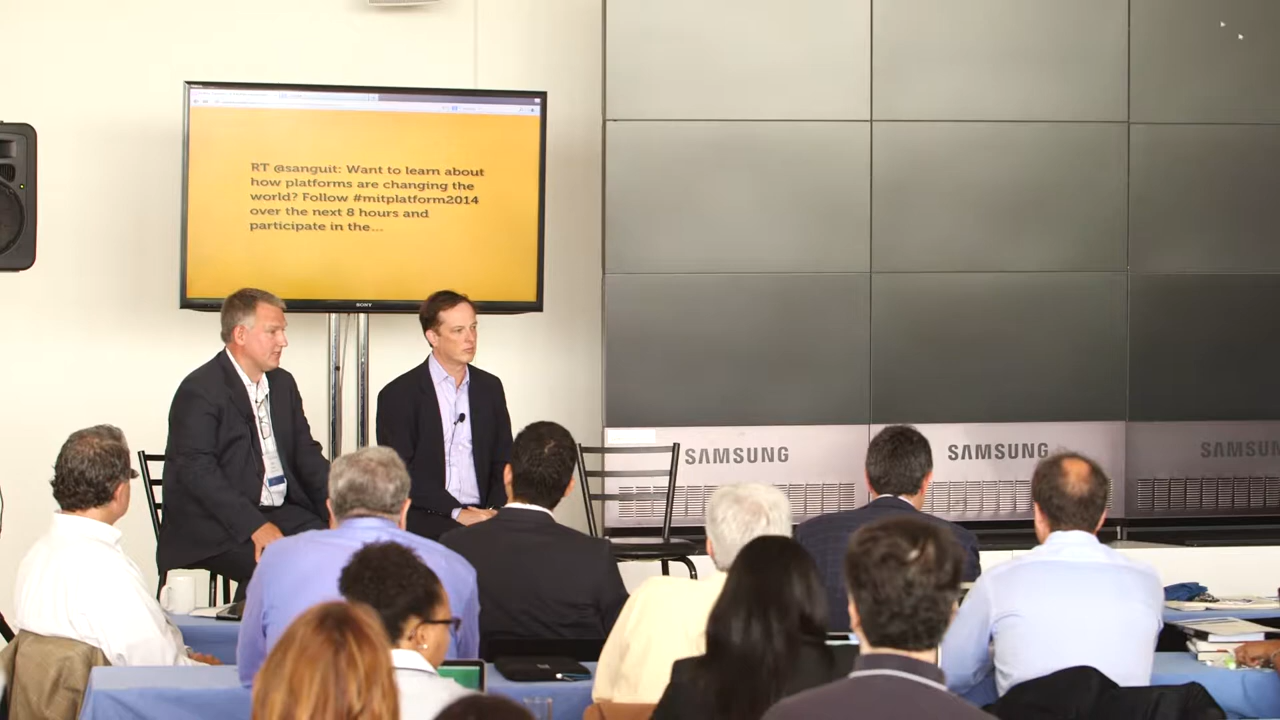 RT @sanguit: Want to learn about
how platforms are changing the
world? Follow #mitplatform2014
over the next 8 hours and
participate in the...
SONY
SAMSUNG
SAMSUNG
SAMSUN